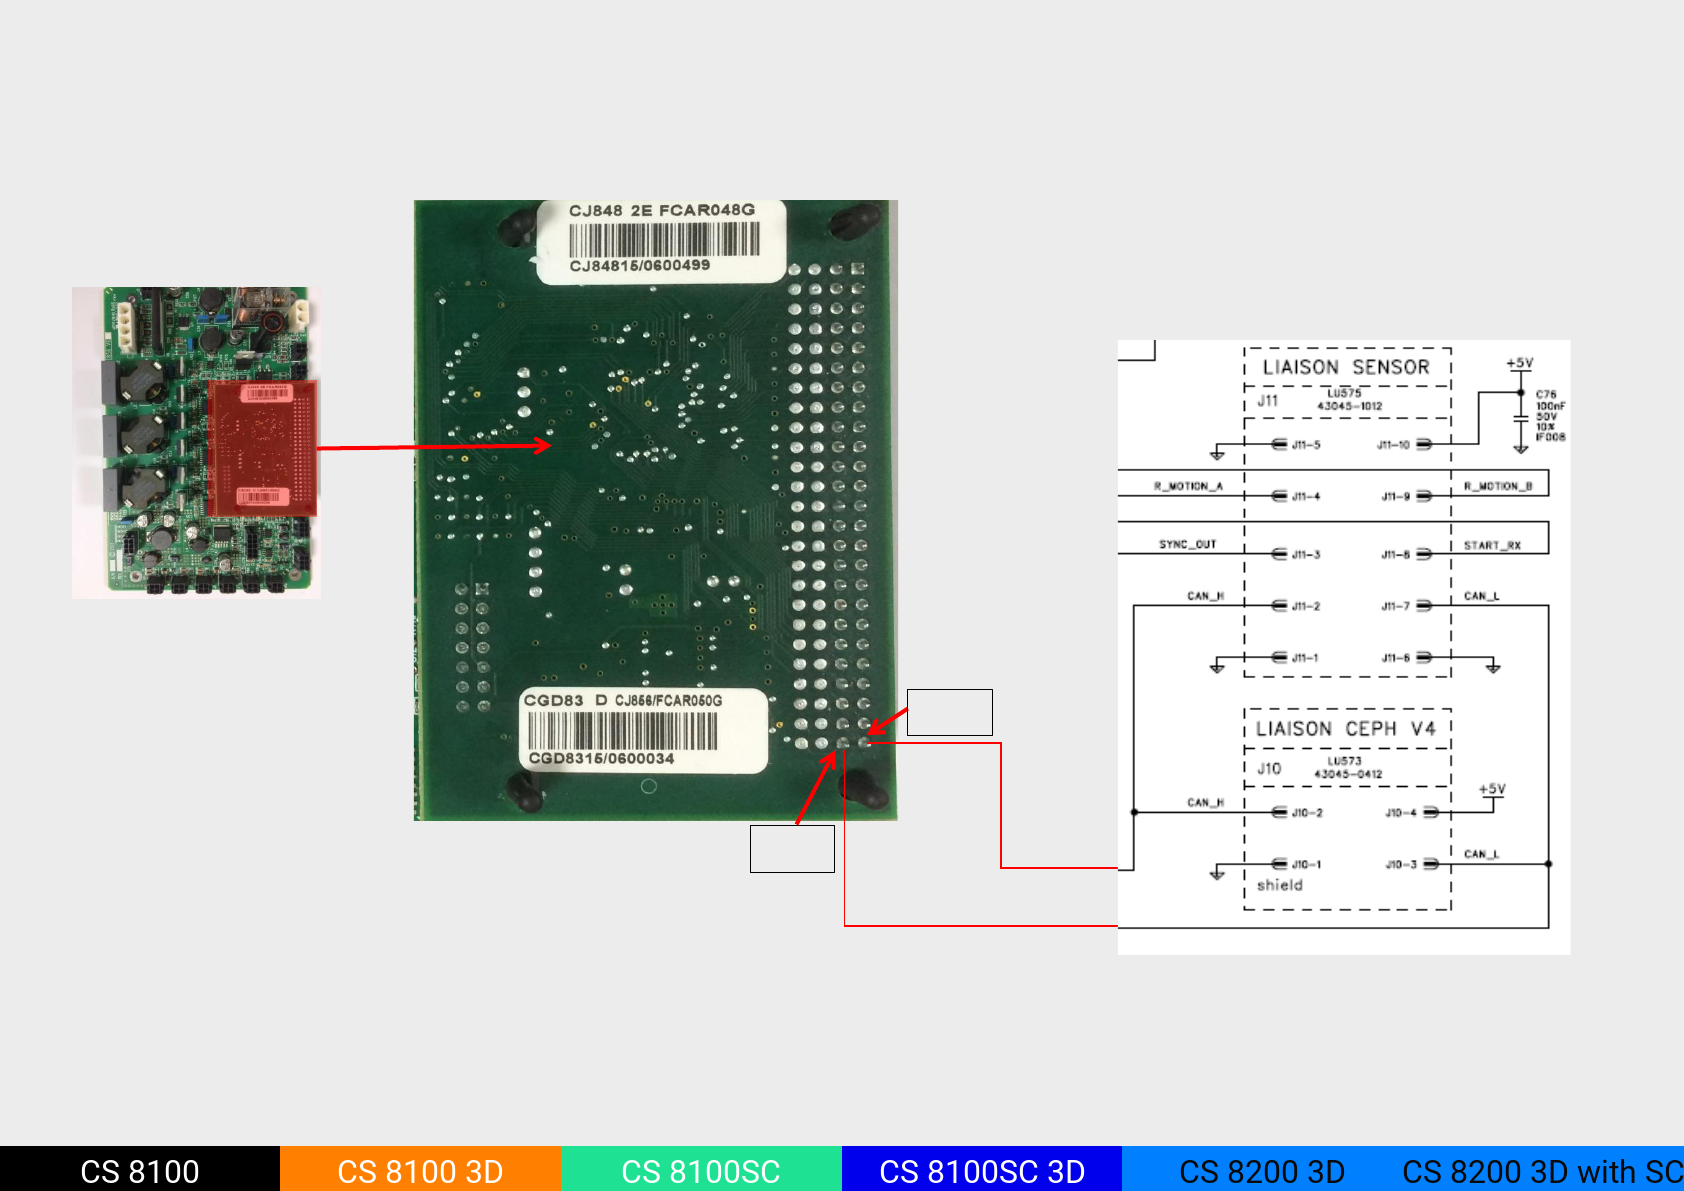 CJ848 2E FCAR048G
CJ84815/0600499
CGD83 D CJ856/FCAR050G
CGD8315/0600034
LIAISON SENSOR
J11
LU575
43045-1012
+5V
C76
100nF
50V
10%
IF008
J11-5
J11-10
R_MOTION_A
J11-4
J11-9
R_MOTION_B
SYNC_OUT
J11-3
J11-8
START_RX
CAN_H
J11-2
J11-7
CAN_L
J11-1
J11-6
LIAISON CEPH V4
J10
LU573
43045-0412
+5V
CAN_H
J10-2
J10-4
J10-1
J10-3
CAN_L
shield
CS 8100
CS 8100 3D
CS 8100SC
CS 8100SC 3D
CS 8200 3D
CS 8200 3D with SC